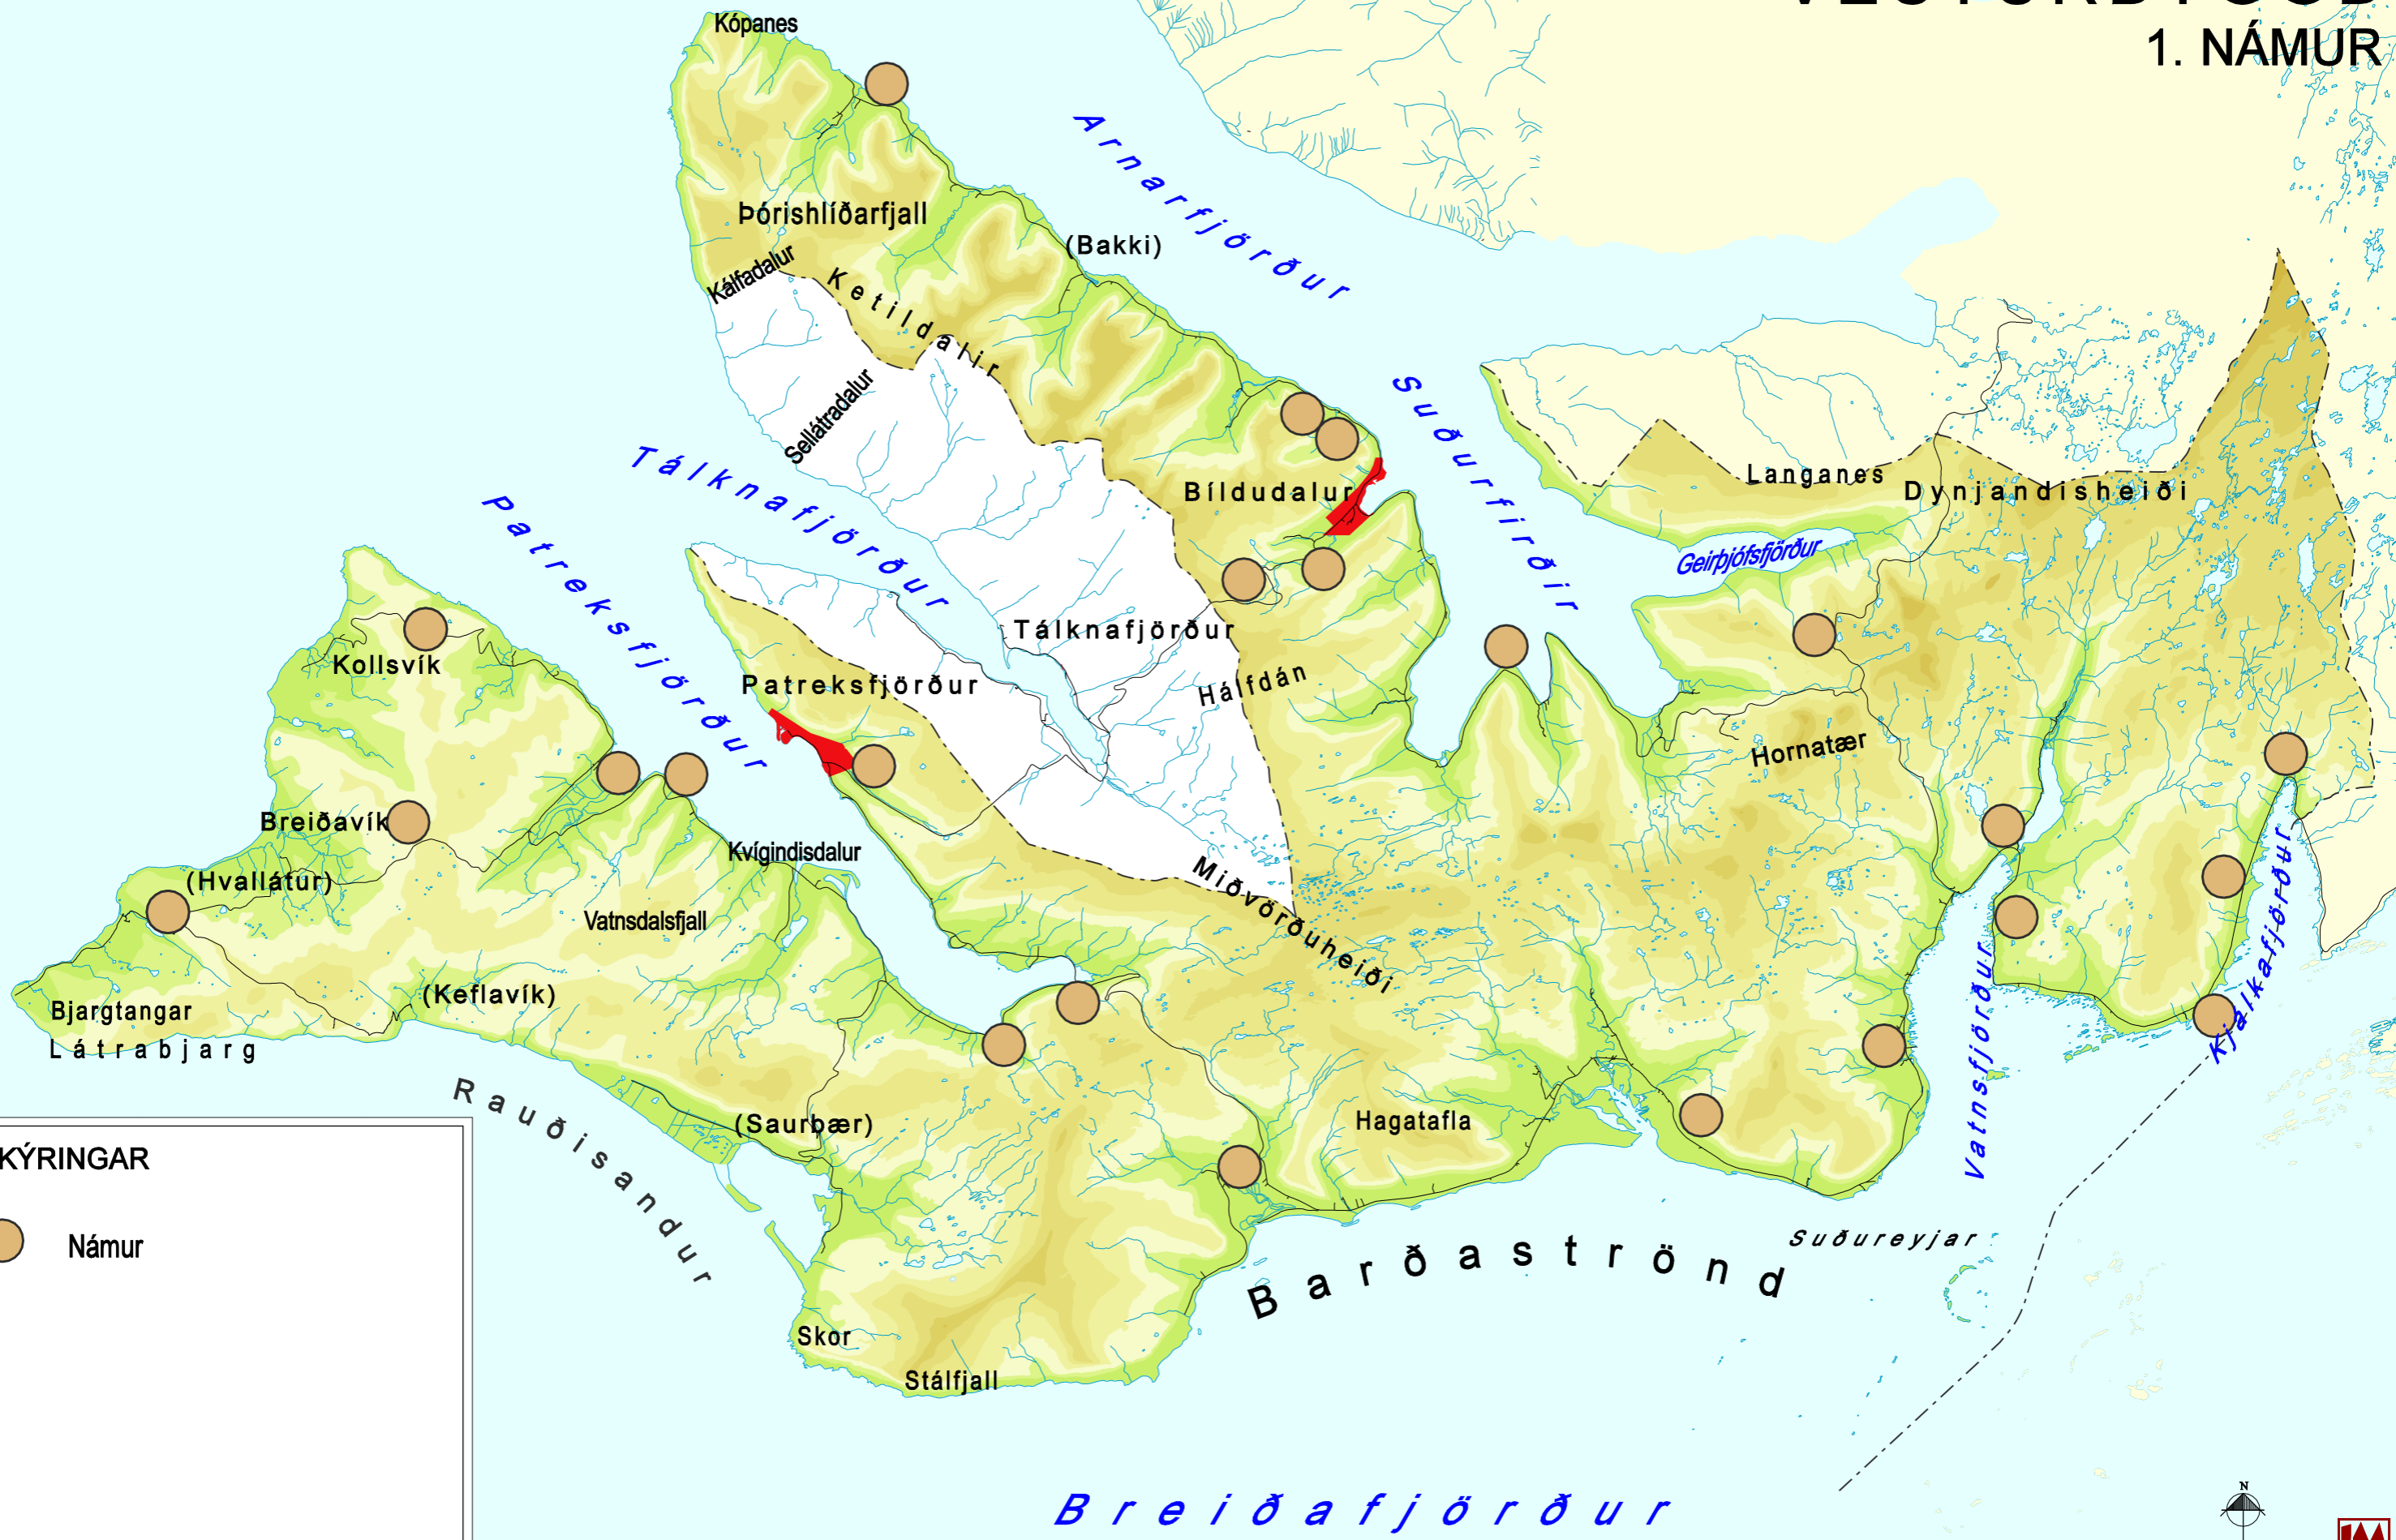 1. NÁMUR
Kópanes
Arnarfjörður
Þórishlíðarfjall
(Bakki)
Kálfadalur
Ketildalir
Sellátradalur
Suðurfirðir
Tálknafjörður
Langanes
Dynjandisheiði
Bíldudalur
Patreksfjörður
Geirþjófsfjörður
Tálknafjörður
Kollsvík
Patreksfjörður
Hálfdán
Hornatær
Breiðavík
Kvígindisdalur
(Hvallátur)
Miðvörðuheiði
Vatnsdalsfjall
Kjálkafjörður
Vatnsfjörður
(Keflavík)
Bjargtangar
Látrabjarg
Rauðisandur
(Saurbær)
Hagatafla
KÝRINGAR
Námur
Suðureyjar
Barðaströnd
Skor
Stálfjall
Breiðafjörður
N